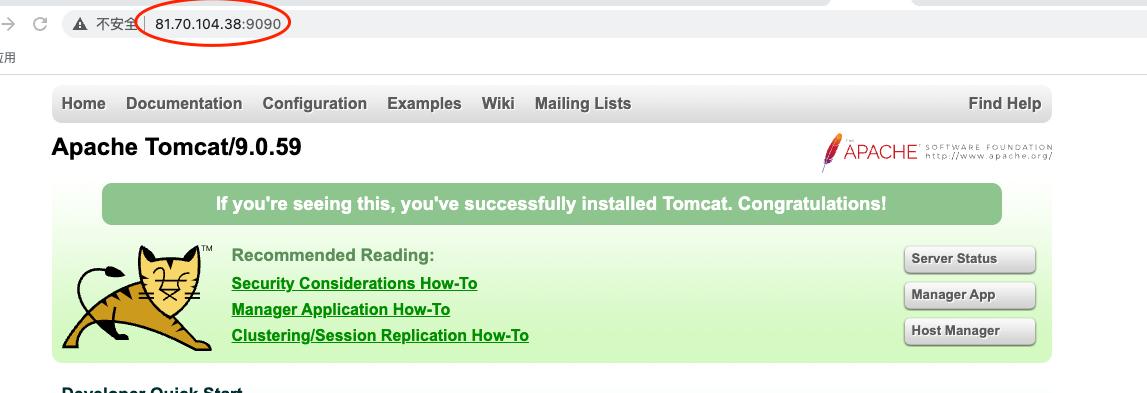 不安全 81.70.104.38:9090
应用
Home Documentation Configuration Examples Wiki Mailing Lists Find Help
Apache Tomcat/9.0.59
THE APACHE™ SOFTWARE FOUNDATION
http://www.apache.org/
If you're seeing this, you've successfully installed Tomcat. Congratulations!
TM
Recommended Reading:
Security Considerations How-To
Manager Application How-To
Clustering/Session Replication How-To
Server Status
Manager App
Host Manager
Developer Quick Start